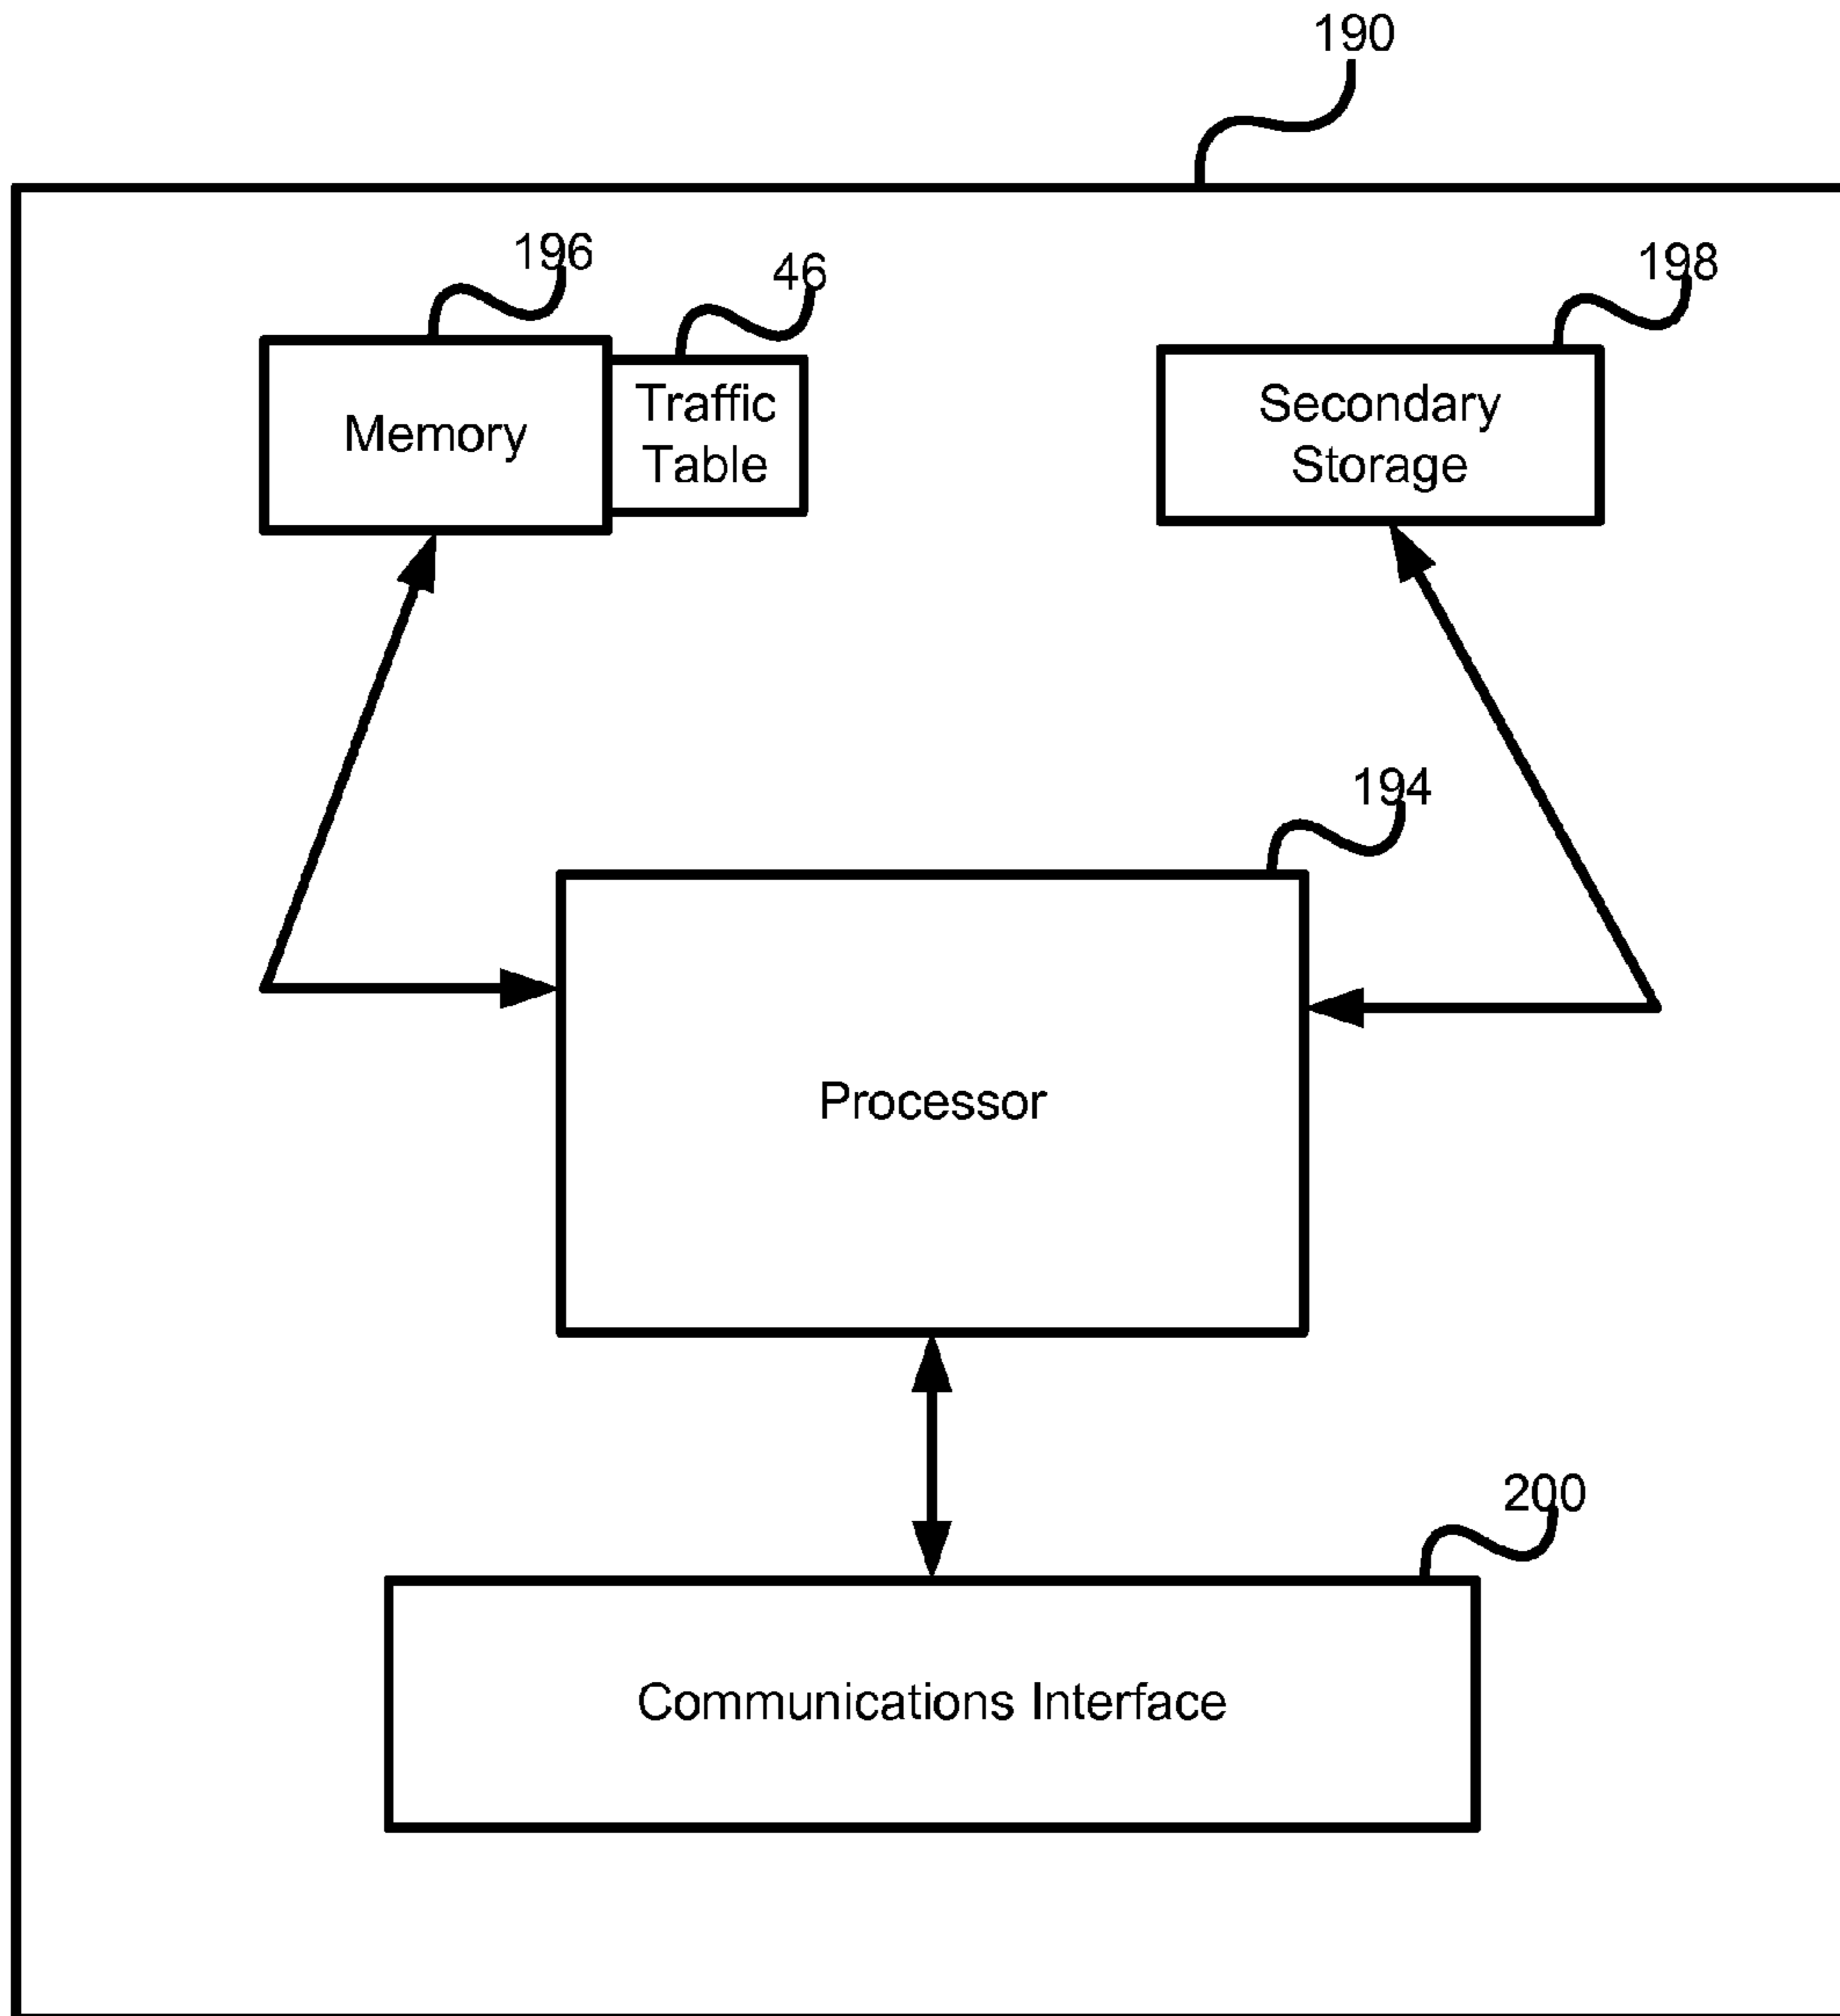 190
196
46
198
Memory
Traffic
Table
Secondary
Storage
194
Processor
200
Communications Interface